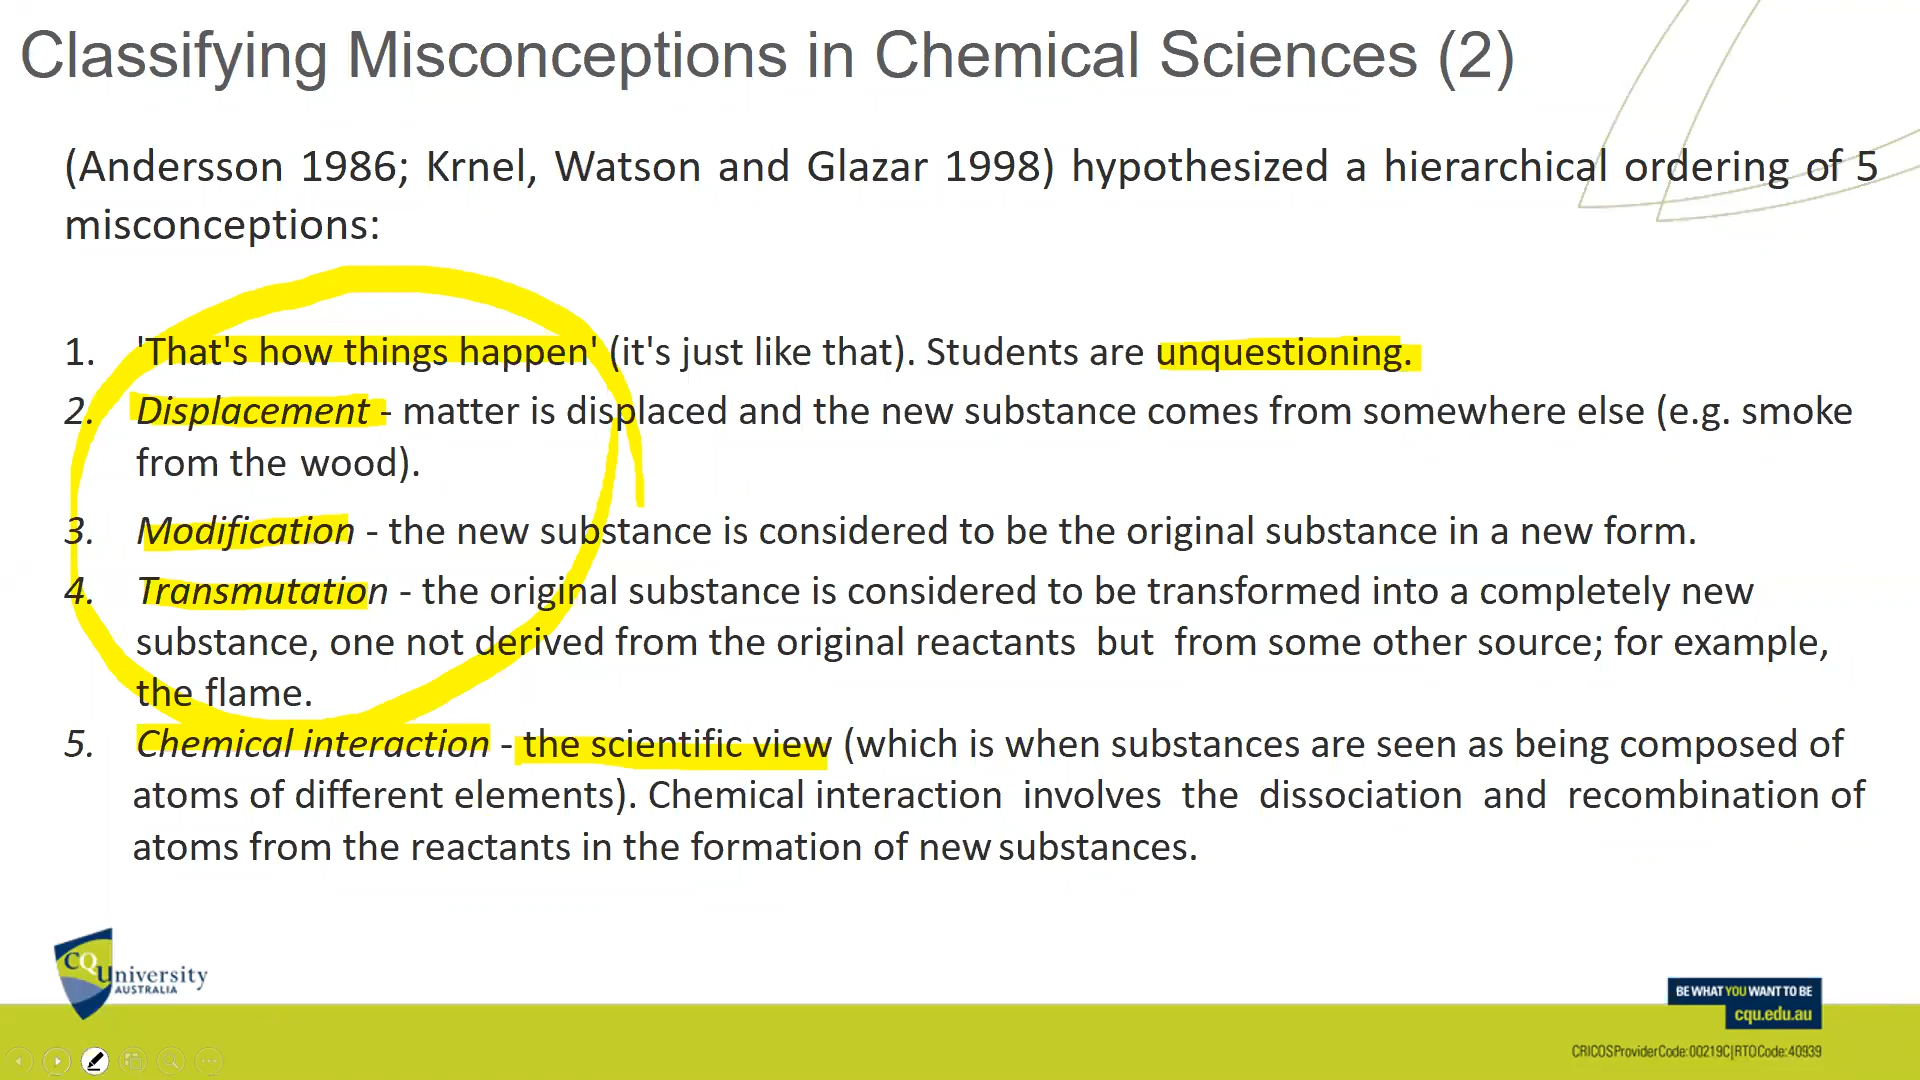 Classifying Misconceptions in Chemical Sciences (2)
(Andersson 1986; Krnel, Watson and Glazar 1998) hypothesized a hierarchical ordering of 5
misconceptions:
1. 'That's how things happen' (it's just like that). Students are unquestioning.
2. Displacement - matter is displaced and the new substance comes from somewhere else (e.g. smoke
from the wood).
3. Modification - the new substance is considered to be the original substance in a new form.
4. Transmutation - the original substance is considered to be transformed into a completely new
substance, one not derived from the original reactants but from some other source; for example,
the flame.
5. Chemical interaction - the scientific view (which is when substances are seen as being composed of
atoms of different elements). Chemical interaction involves the dissociation and recombination of
atoms from the reactants in the formation of new substances.
CQUniversity
AUSTRALIA
BE WHAT YOU WANT TO BE
cqu.edu.au
CRICOS Provider Code: 00219C | RTO Code: 40939